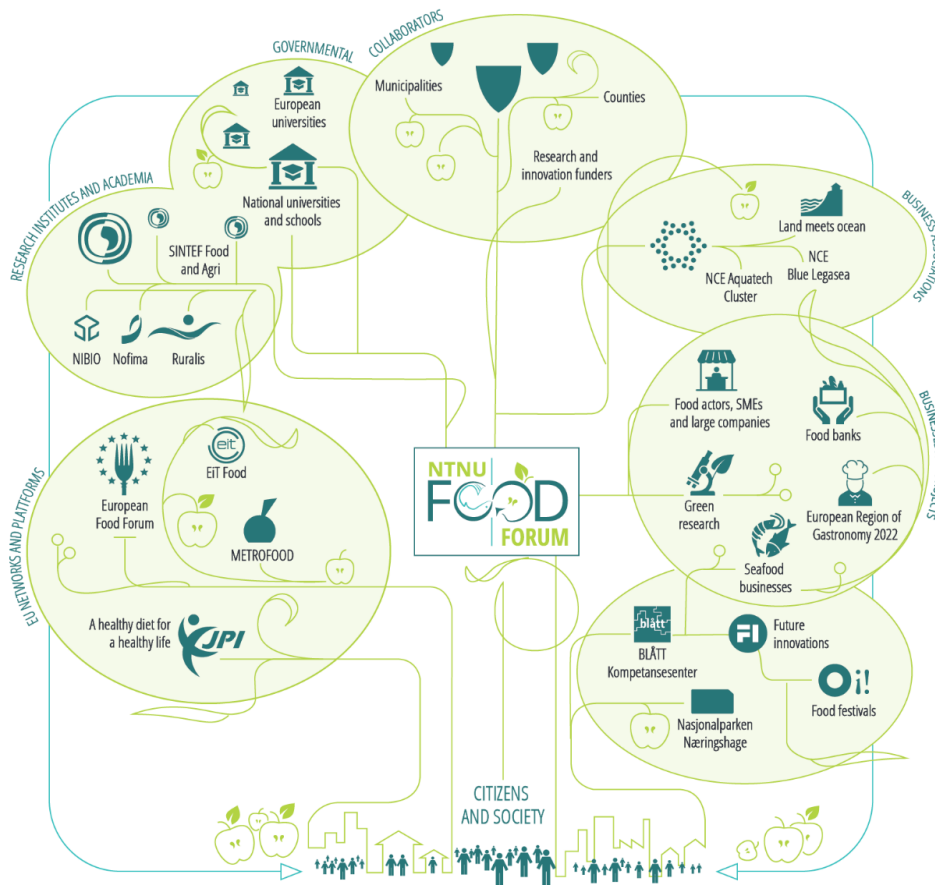 GOVERNMENTAL
COLLABORATORS
Municipalities
Counties
Research and
innovation funders
European
universities
National universities
and schools
RESEARCH INSTITUTES AND ACADEMIA
SINTEF Food
and Agri
NIBIO
Nofima
Ruralis
BUSINESS
ASSOCIATIONS
Land meets ocean
NCE Aquatech
Cluster
NCE
Blue Legasea
Food actors, SMEs
and large companies
Food banks
Green
research
European Region of
Gastronomy 2022
Seafood
businesses
EU NETWORKS AND PLATFORMS
European
Food Forum
eit
EiT Food
METROFOOD
A healthy diet for
a healthy life
JPI
NTNU
FOOD
FORUM
blått
BLÅTT
Kompetansesenter
FI
Future
innovations
Oi!
Food festivals
Nasjonalparken
Næringshage
CITIZENS
AND SOCIETY